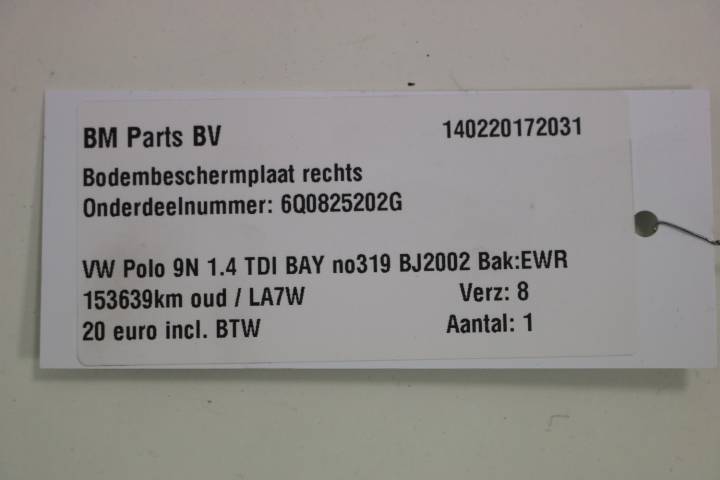 BM Parts BV 140220172031
Bodembeschermplaat rechts
Onderdeelnummer: 6Q0825202G
VW Polo 9N 1.4 TDI BAY no319 BJ2002 Bak:EWR
153639km oud / LA7W Verz: 8
20 euro incl. BTW Aantal: 1